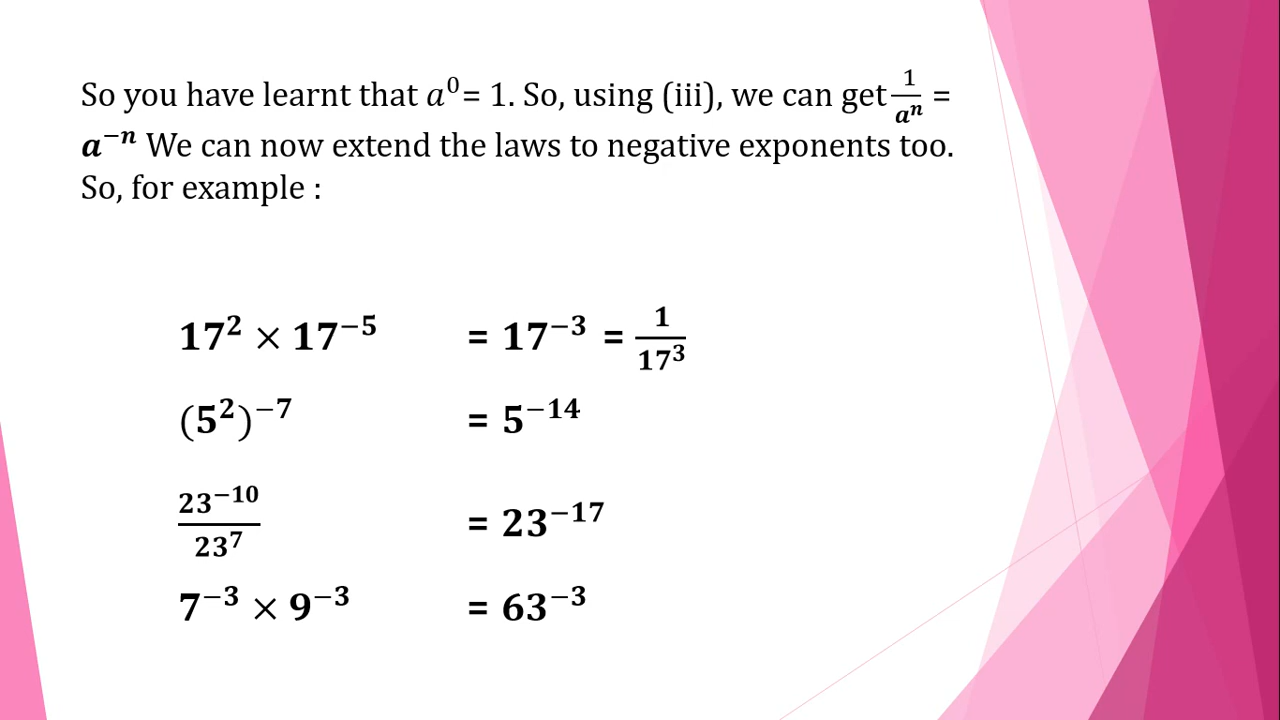 So you have learnt that a⁰= 1. So, using (iii), we can get 1/aⁿ =
a⁻ⁿ We can now extend the laws to negative exponents too.
So, for example :
17² × 17⁻⁵ = 17⁻³ = 1/17³
(5²)⁻⁷ = 5⁻¹⁴
23⁻¹⁰/23⁷ = 23⁻¹⁷
7⁻³ × 9⁻³ = 63⁻³